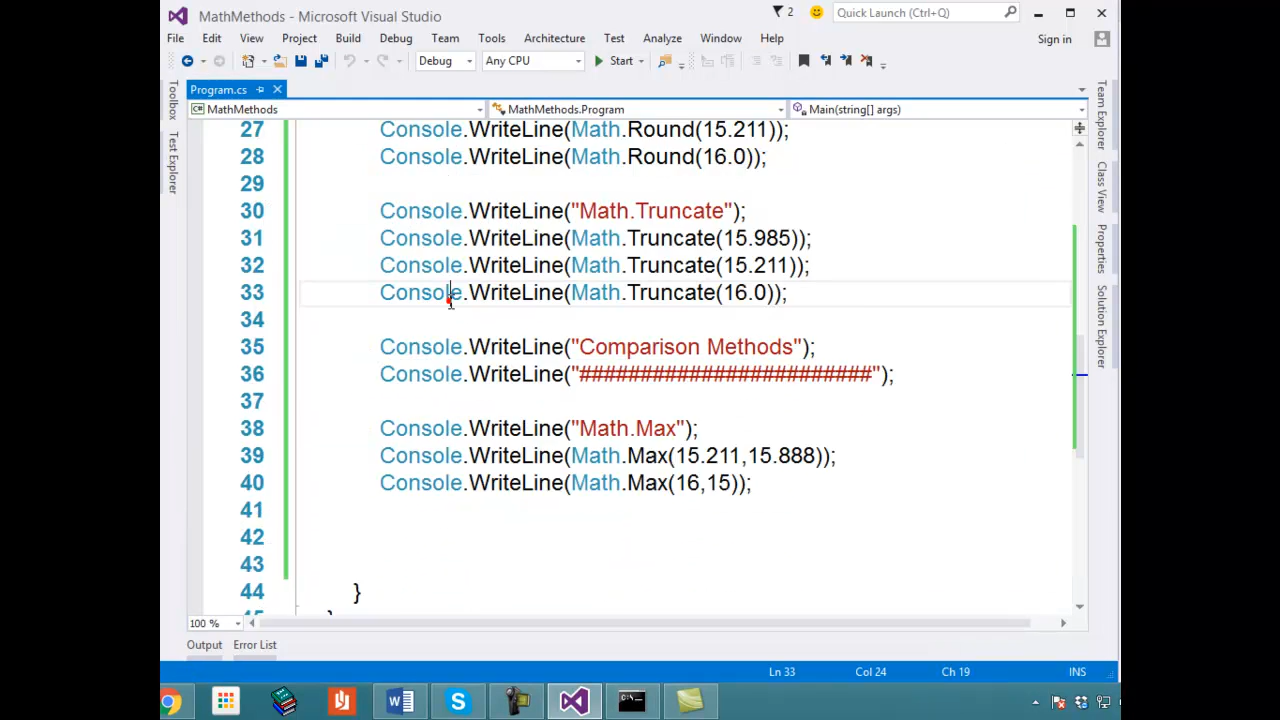 MathMethods - Microsoft Visual Studio
2
Quick Launch (Ctrl+Q)
File Edit View Project Build Debug Team Tools Architecture Test Analyze Window Help
Sign in
Debug Any CPU Start
Program.cs
MathMethods MathMethods.Program Main(string[] args)
Toolbox
Test Explorer
Team Explorer
Class View
Properties
Solution Explorer
27 Console.WriteLine(Math.Round(15.211));
28 Console.WriteLine(Math.Round(16.0));
29
30 Console.WriteLine("Math.Truncate");
31 Console.WriteLine(Math.Truncate(15.985));
32 Console.WriteLine(Math.Truncate(15.211));
33 Console.WriteLine(Math.Truncate(16.0));
34
35 Console.WriteLine("Comparison Methods");
36 Console.WriteLine("########################");
37
38 Console.WriteLine("Math.Max");
39 Console.WriteLine(Math.Max(15.211,15.888));
40 Console.WriteLine(Math.Max(16,15));
41
42
43
44 }
100 %
Output Error List
Ln 33 Col 24 Ch 19 INS